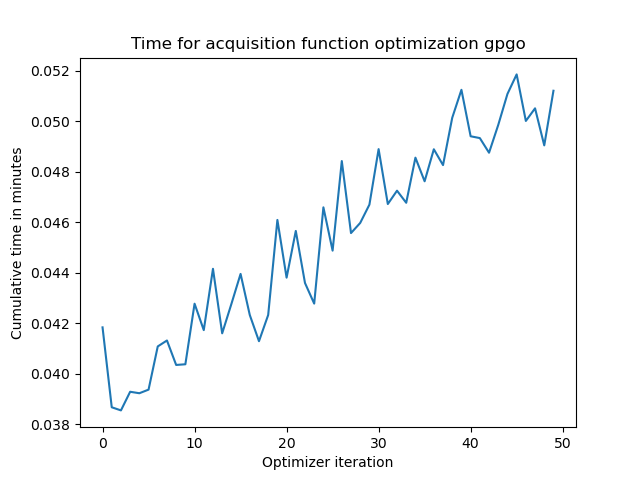 Time for acquisition function optimization gpgo
0.052
0.050
0.048
0.046
0.044
0.042
0.040
0.038
Cumulative time in minutes
0 10 20 30 40 50
Optimizer iteration